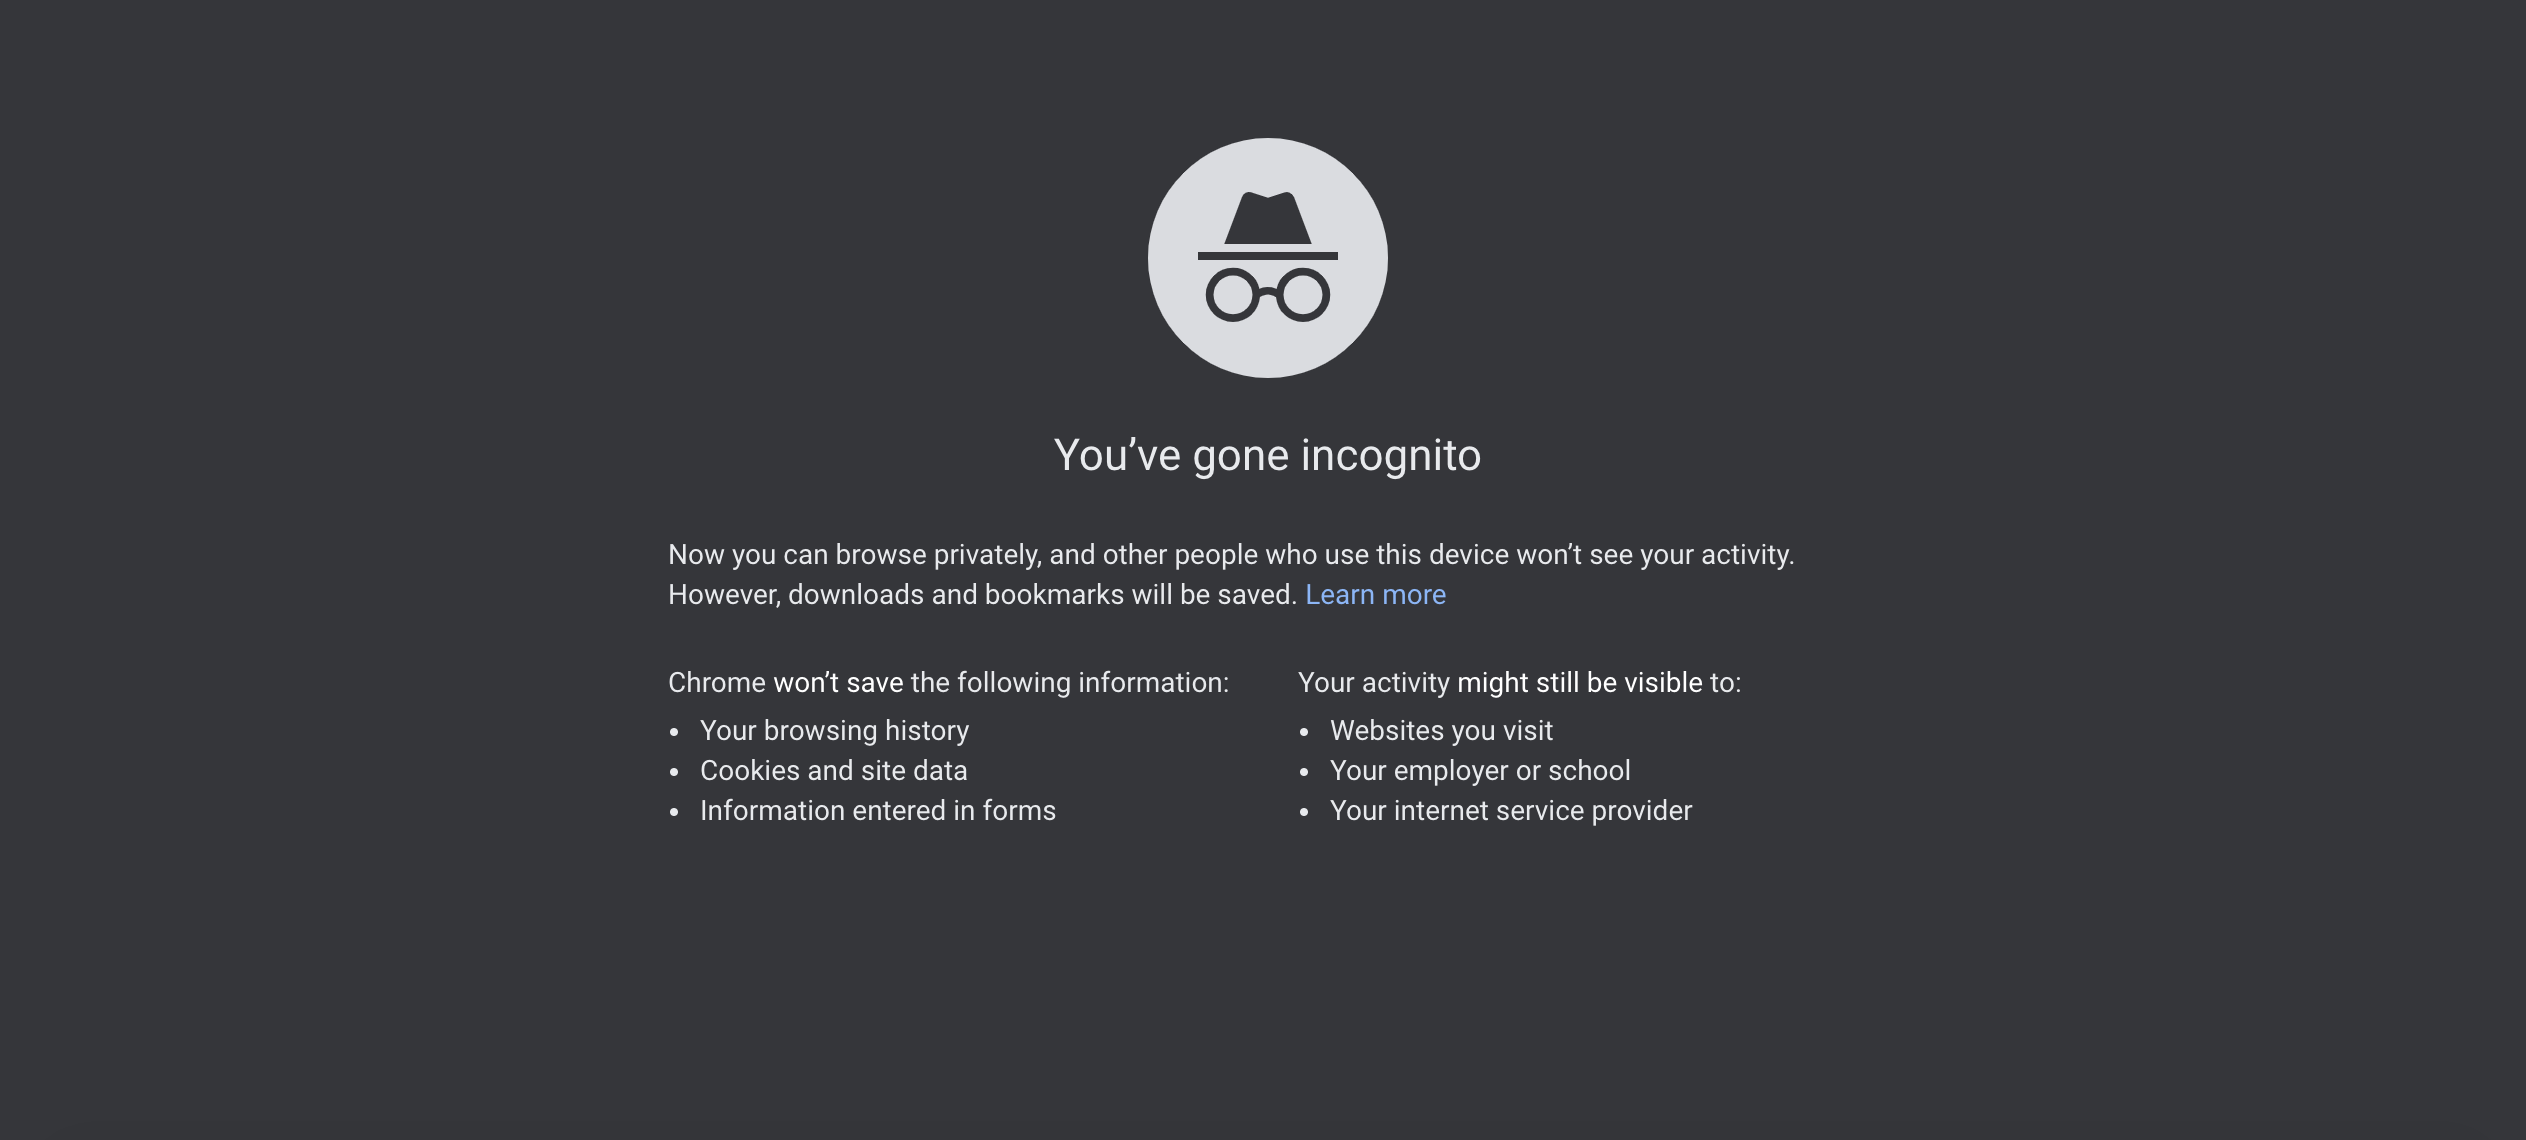 You’ve gone incognito
Now you can browse privately, and other people who use this device won’t see your activity.
However, downloads and bookmarks will be saved. Learn more
Chrome won’t save the following information:
• Your browsing history
• Cookies and site data
• Information entered in forms
Your activity might still be visible to:
• Websites you visit
• Your employer or school
• Your internet service provider